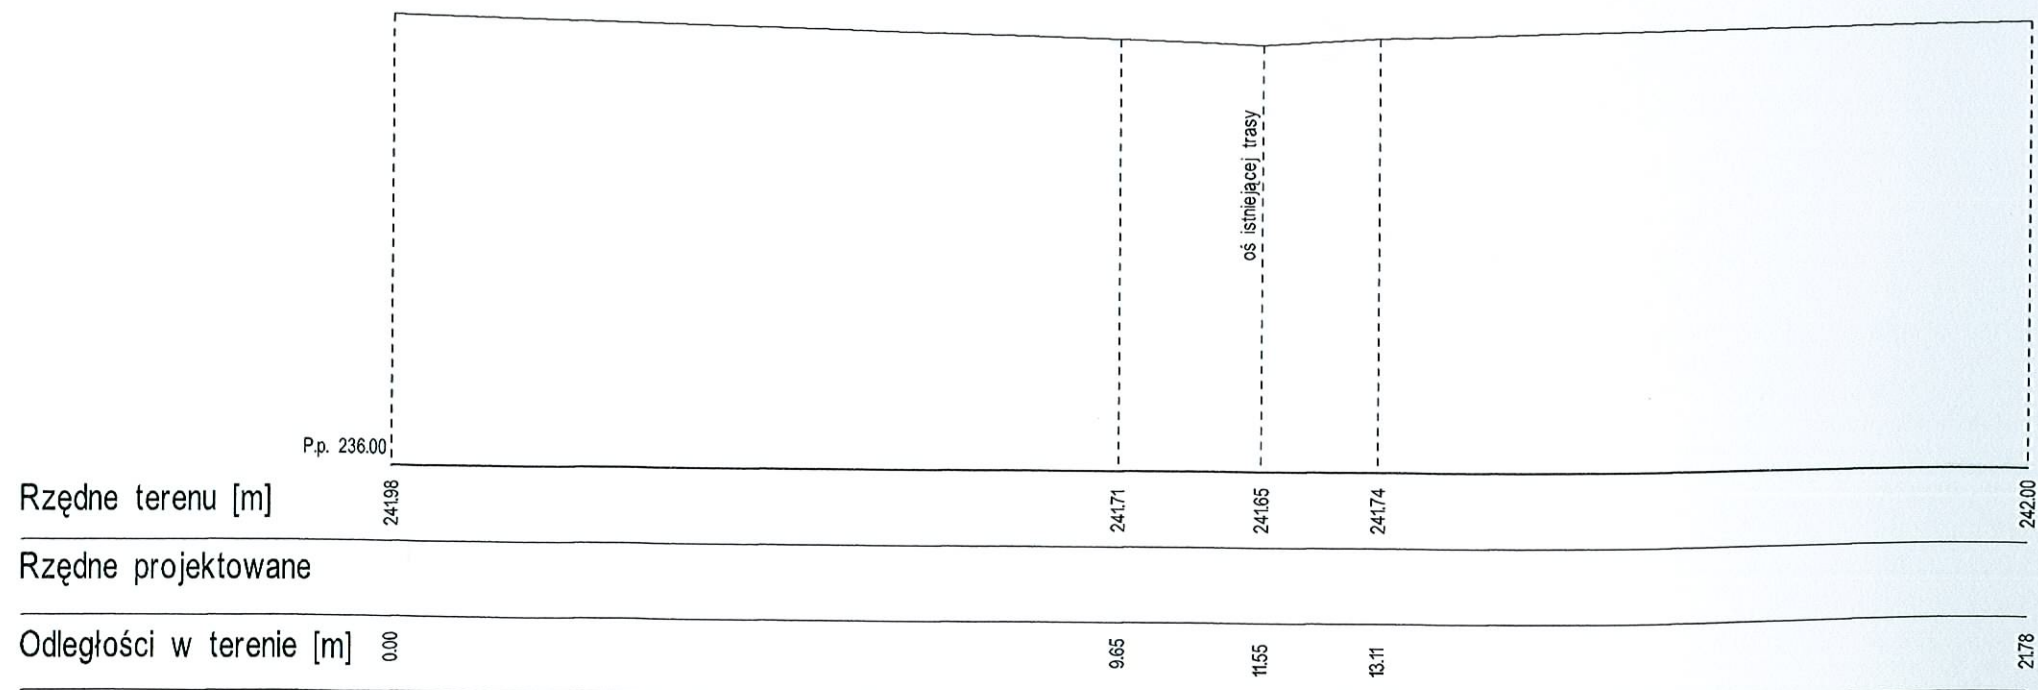 oś istniejącej trasy
P.p. 236.00
Rzędne terenu [m] 241.98 241.71 241.65 241.74 242.00
Rzędne projektowane
Odległości w terenie [m] 0.00 9.65 11.55 13.11 21.78